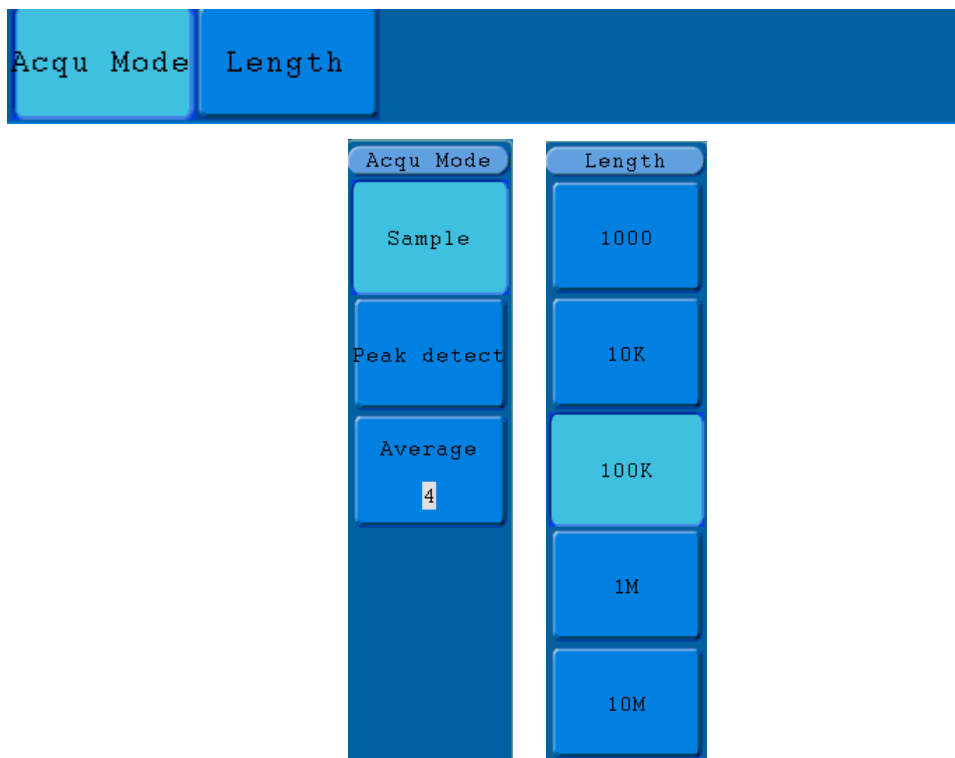 Acqu Mode
Length
Acqu Mode
Sample
Peak detect
Average
4
Length
1000
10K
100K
1M
10M